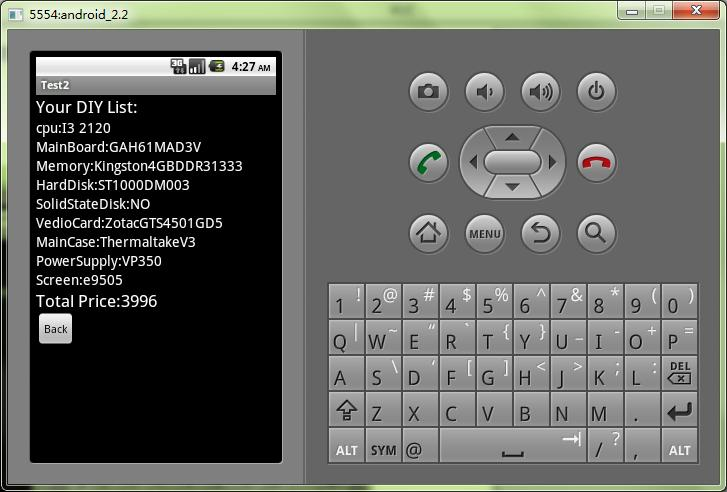 5554:android_2.2
3G 4:27 AM
Test2
Your DIY List:
cpu:I3 2120
MainBoard:GAH61MAD3V
Memory:Kingston4GBDDR31333
HardDisk:ST1000DM003
SolidStateDisk:NO
VedioCard:ZotacGTS4501GD5
MainCase:ThermaltakeV3
PowerSupply:VP350
Screen:e9505
Total Price:3996
Back
MENU
1 ! 2 @ 3 # 4 $ 5 % 6 ^ 7 & 8 * 9 ( 0 )
Q | W ~ E “ R ` T { Y } U _ I - O + P =
A S \ D ‘ F [ G ] H < J > K ; L : DEL
Z X C V B N M .
ALT SYM @ / ? , ALT